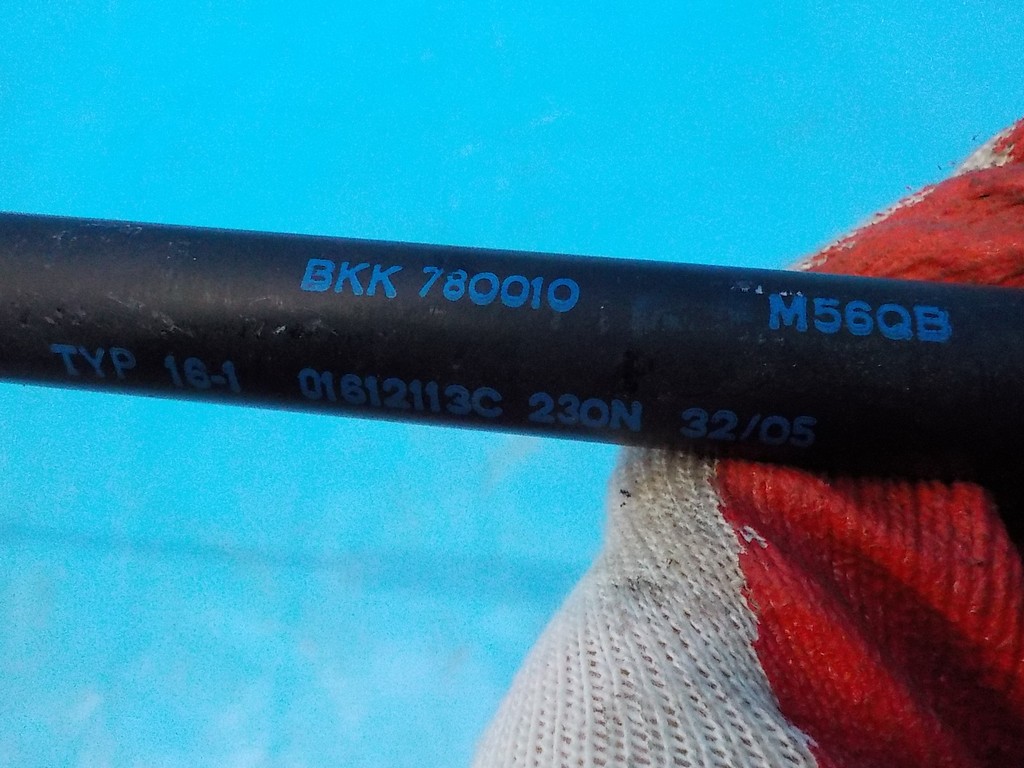 BKK 780010 M56QB
TYP 16-1 01612113C 230N 32/05